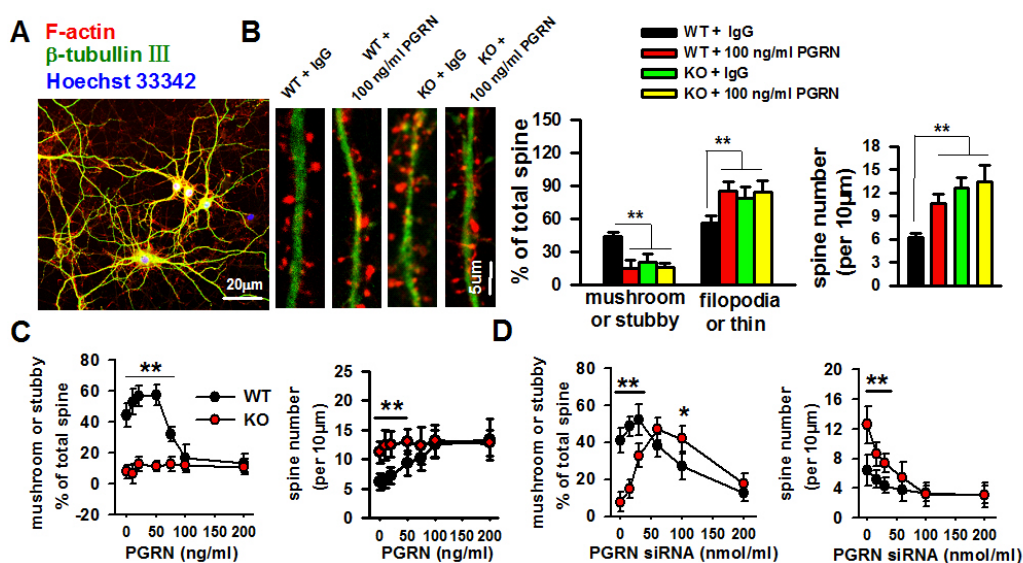 A
F-actin
β-tubullin III
Hoechst 33342
20μm
B
WT + IgG
WT +
100 ng/ml PGRN
KO + IgG
KO +
100 ng/ml PGRN
5um
WT + IgG
WT + 100 ng/ml PGRN
KO + IgG
KO + 100 ng/ml PGRN
% of total spine
150
120
90
60
30
0
**
**
mushroom
or stubby
filopodia
or thin
spine number
(per 10μm)
18
15
12
9
6
3
0
**
C
mushroom or stubby
% of total spine
80
60
40
20
0
-20
**
WT
KO
0 50 100 150 200
PGRN (ng/ml)
spine number
(per 10μm)
25
20
15
10
5
0
**
0 50 100 150 200
PGRN (ng/ml)
D
mushroom or stubby
% of total spine
80
60
40
20
0
**
*
0 50 100 150 200
PGRN siRNA (nmol/ml)
spine number
(per 10μm)
20
16
12
8
4
0
**
0 50 100 150 200
PGRN siRNA (nmol/ml)